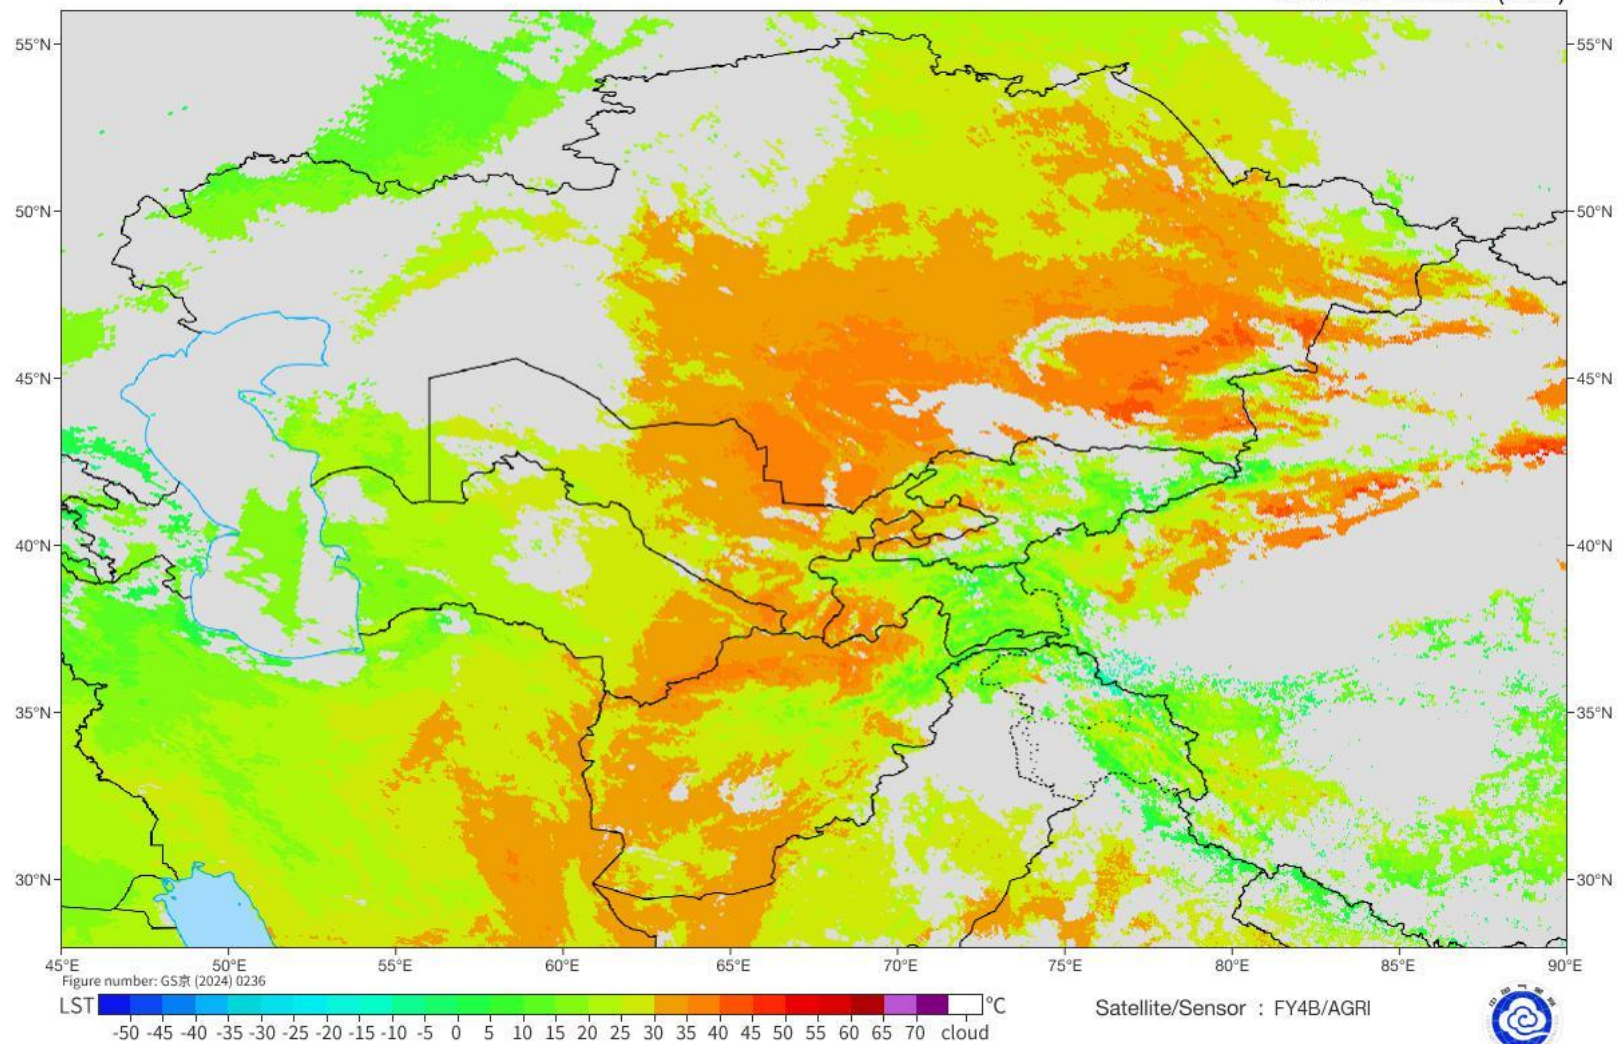 55°N
55°N
50°N
50°N
45°N
45°N
40°N
40°N
35°N
35°N
30°N
30°N
45°E 50°E 55°E 60°E 65°E 70°E 75°E 80°E 85°E 90°E
Figure number: GS京 (2024) 0236
LST
°C
-50 -45 -40 -35 -30 -25 -20 -15 -10 -5 0 5 10 15 20 25 30 35 40 45 50 55 60 65 70 cloud
Satellite/Sensor : FY4B/AGRI